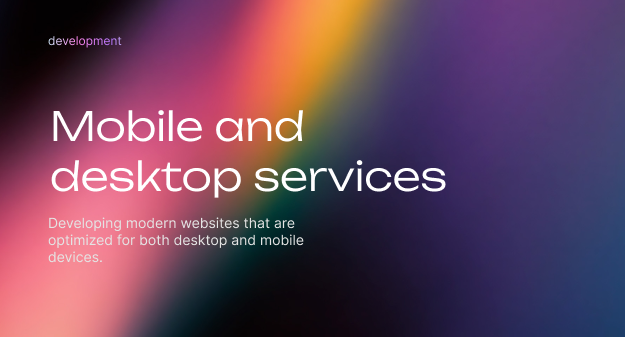 development
Mobile and
desktop services
Developing modern websites that are
optimized for both desktop and mobile
devices.